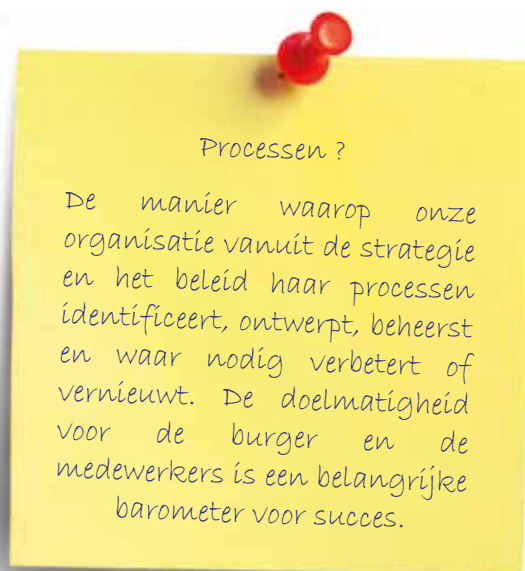 Processen ?
De manier waarop onze
organisatie vanuit de strategie
en het beleid haar processen
identificeert, ontwerpt, beheerst
en waar nodig verbetert of
vernieuwt. De doelmatigheid
voor de burger en de
medewerkers is een belangrijke
barometer voor succes.